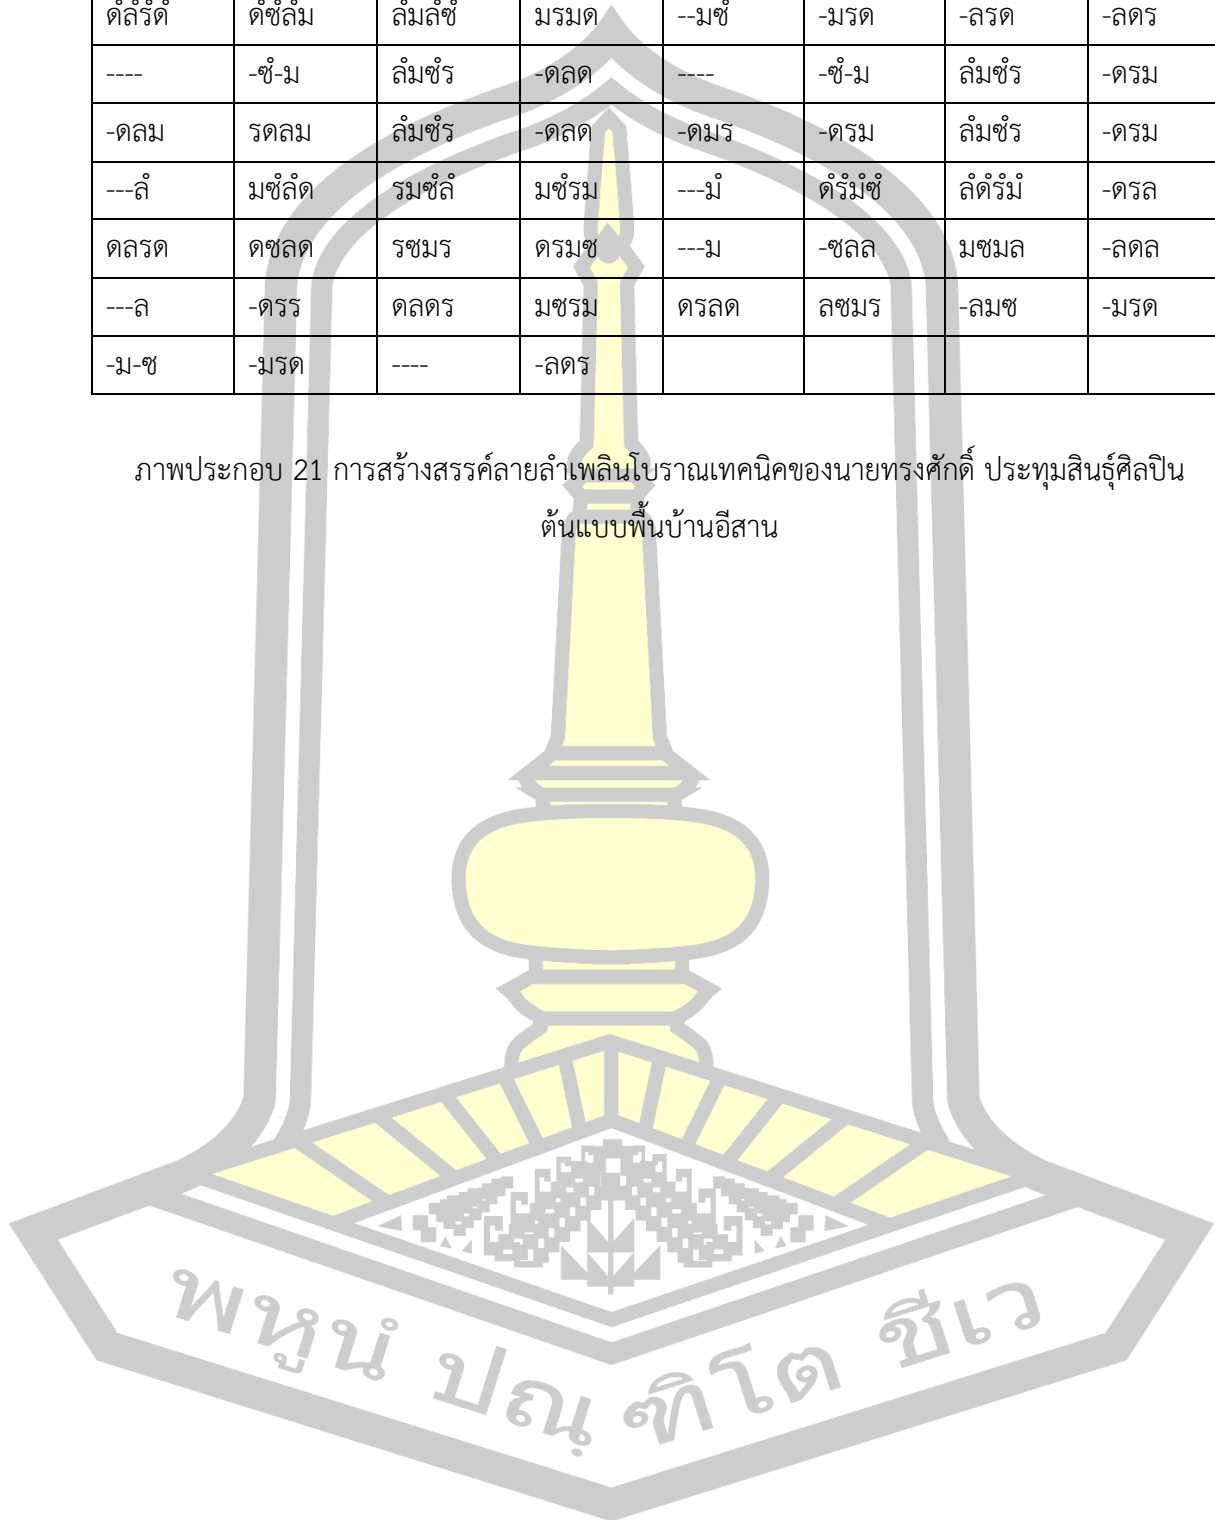 ดํลํรํดํ ดํซํลํม ลํมลํซํ มรมด --มซํ -มรด -ลรด -ลดร
---- -ซํ-ม ลํมซํร -ดลด ---- -ซํ-ม ลํมซํร -ดรม
-ดลม รดลม ลํมซํร -ดลด -ดมร -ดรม ลํมซํร -ดรม
---ลํ มซํลํด รมซํลํ มซํรม ---มํ ดํรํมํซํ ลํดํรํมํ -ดรล
ดลรด ดซลด รซมร ดรมซ ---ม -ซลล มซมล -ลดล
---ล -ดรร ดลดร มซรม ดรลด ลซมร -ลมซ -มรด
-ม-ซ -มรด ---- -ลดร
ภาพประกอบ 21 การสร้างสรรค์ลายลำเพลินโบราณเทคนิคของนายทรงศักดิ์ ประทุมสินธุ์ศิลปิน
ต้นแบบพื้นบ้านอีสาน
พหูนํ ปณฺฑิโต ชีเว